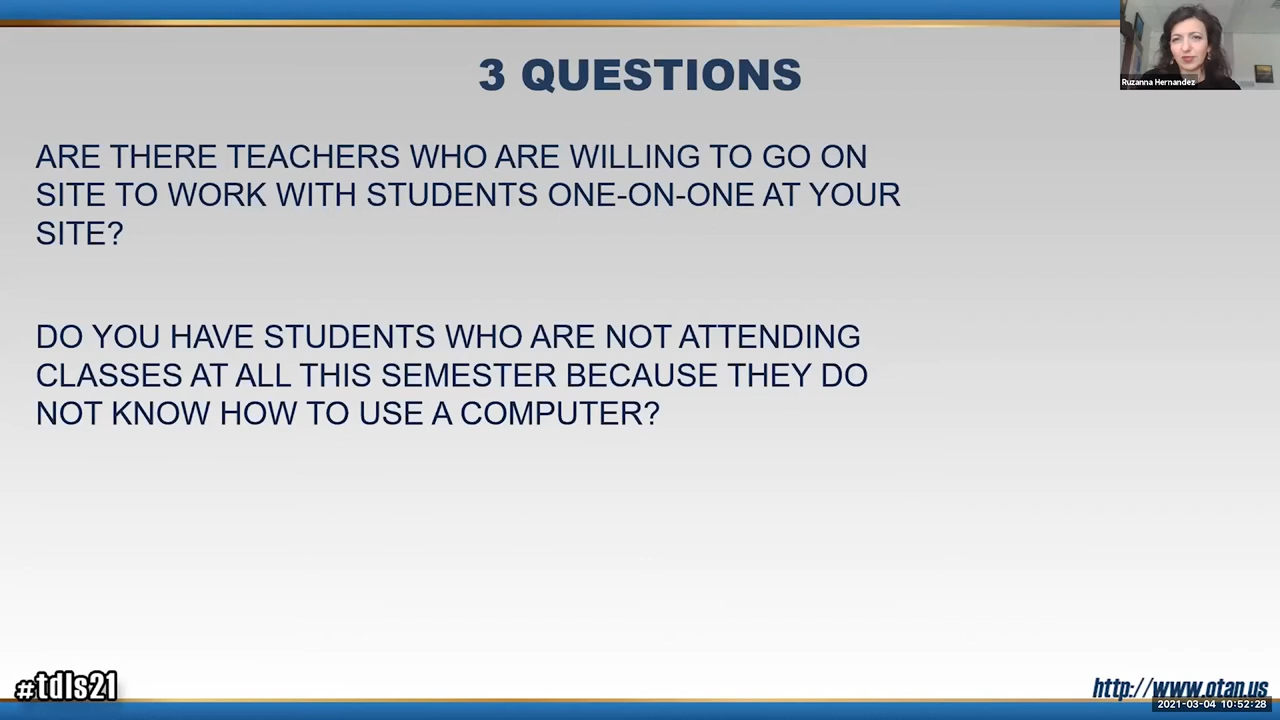 3 QUESTIONS
Ruzanna Hernandez
ARE THERE TEACHERS WHO ARE WILLING TO GO ON
SITE TO WORK WITH STUDENTS ONE-ON-ONE AT YOUR
SITE?
DO YOU HAVE STUDENTS WHO ARE NOT ATTENDING
CLASSES AT ALL THIS SEMESTER BECAUSE THEY DO
NOT KNOW HOW TO USE A COMPUTER?
#tdls21
http://www.otan.us
2021-03-04 10:52:28